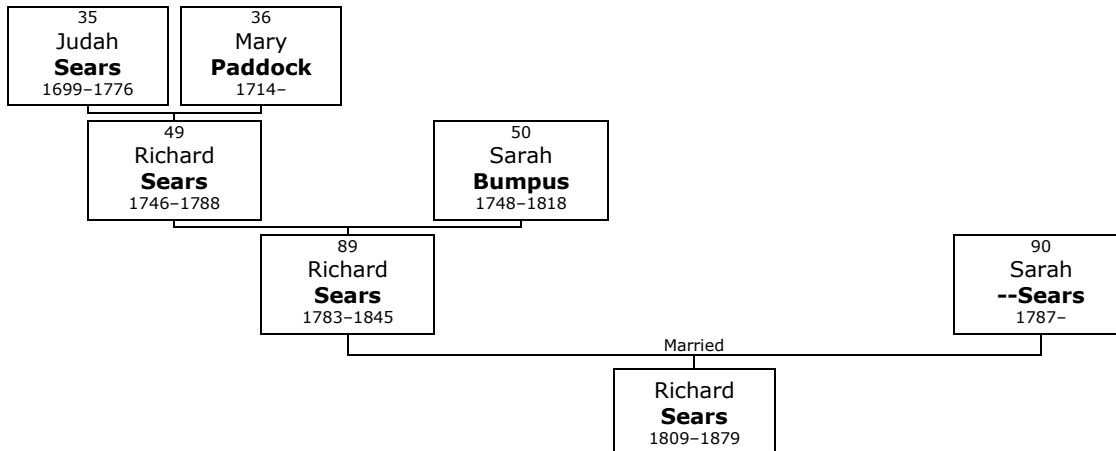 35
Judah
Sears
1699–1776
36
Mary
Paddock
1714–
49
Richard
Sears
1746–1788
50
Sarah
Bumpus
1748–1818
89
Richard
Sears
1783–1845
90
Sarah
--Sears
1787–
Married
Richard
Sears
1809–1879